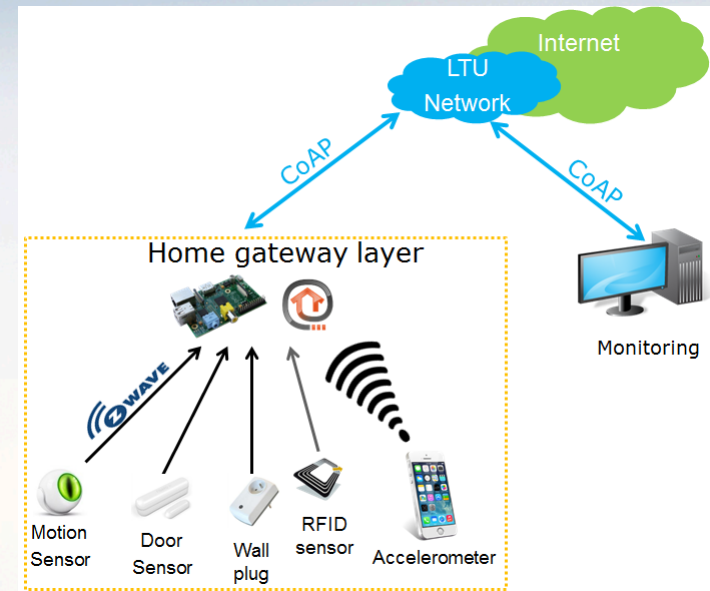 Internet
LTU
Network
CoAP
CoAP
Home gateway layer
Monitoring
Z WAVE
Motion
Sensor
Door
Sensor
Wall
plug
RFID
sensor
Accelerometer